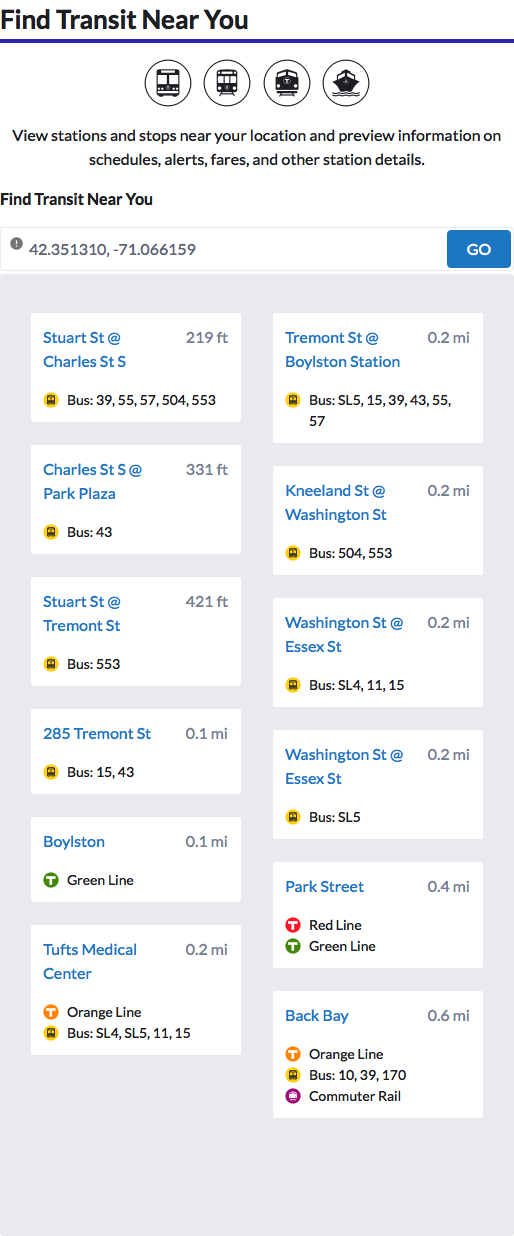 Find Transit Near You
View stations and stops near your location and preview information on
schedules, alerts, fares, and other station details.
Find Transit Near You
42.351310, -71.066159
GO
Stuart St @ 219 ft
Charles St S
Bus: 39, 55, 57, 504, 553
Charles St S @ 331 ft
Park Plaza
Bus: 43
Stuart St @ 421 ft
Tremont St
Bus: 553
285 Tremont St 0.1 mi
Bus: 15, 43
Boylston 0.1 mi
Green Line
Tufts Medical 0.2 mi
Center
Orange Line
Bus: SL4, SL5, 11, 15
Tremont St @ 0.2 mi
Boylston Station
Bus: SL5, 15, 39, 43, 55,
57
Kneeland St @ 0.2 mi
Washington St
Bus: 504, 553
Washington St @ 0.2 mi
Essex St
Bus: SL4, 11, 15
Washington St @ 0.2 mi
Essex St
Bus: SL5
Park Street 0.4 mi
Red Line
Green Line
Back Bay 0.6 mi
Orange Line
Bus: 10, 39, 170
Commuter Rail